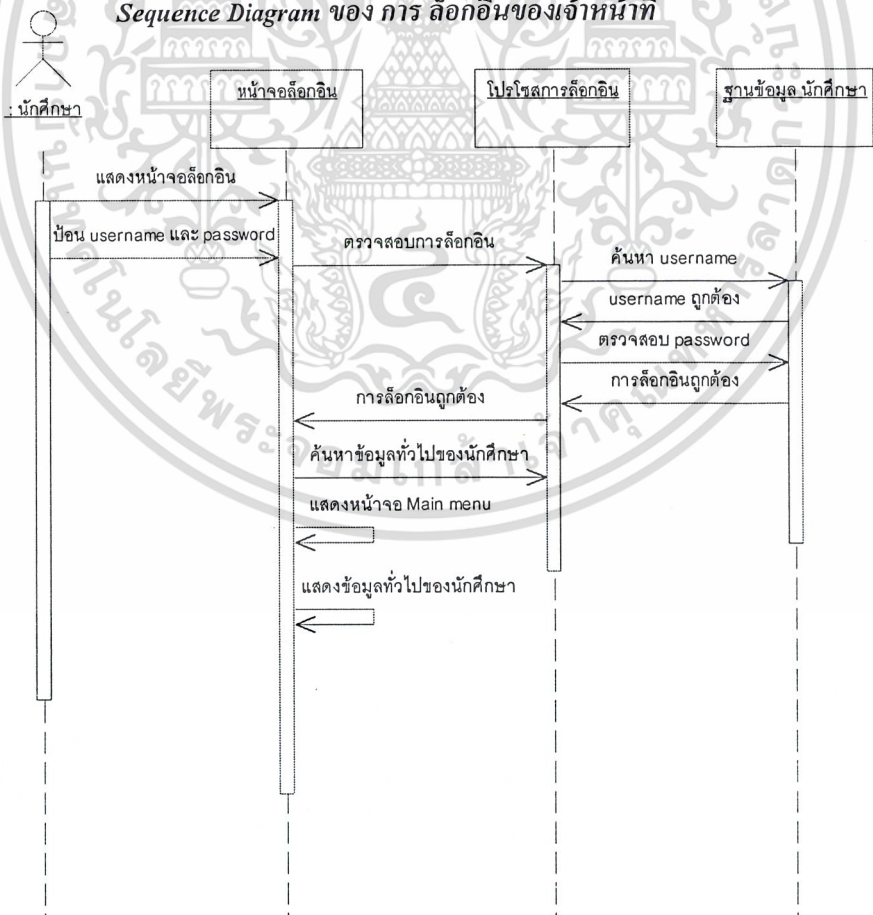 Sequence Diagram ของ การ ล็อกอินของเจ้าหน้าที่
: นักศึกษา
หน้าจอล็อกอิน
โปรโซสการล็อกอิน
ฐานข้อมูล นักศึกษา
แสดงหน้าจอล็อกอิน
ป้อน username และ password
ตรวจสอบการล็อกอิน
ค้นหา username
username ถูกต้อง
ตรวจสอบ password
การล็อกอินถูกต้อง
การล็อกอินถูกต้อง
ค้นหาข้อมูลทั่วไปของนักศึกษา
แสดงหน้าจอ Main menu
แสดงข้อมูลทั่วไปของนักศึกษา